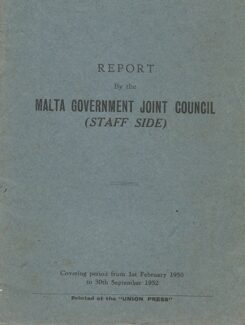 REPORT
By the
MALTA GOVERNMENT JOINT COUNCIL
(STAFF SIDE)
Covering period from 1st February 1950
to 30th September 1952
Printed at the "UNION PRESS"